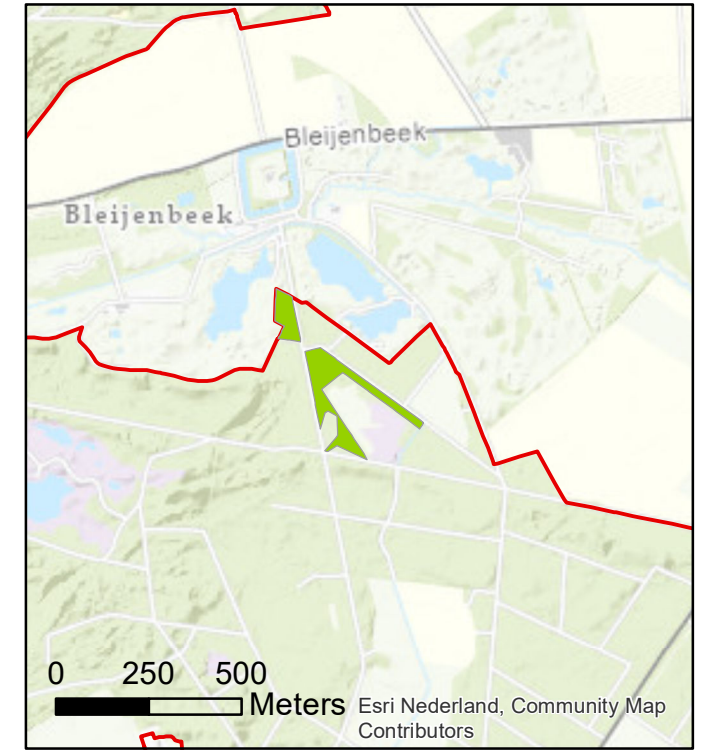 Bleijenbeek
Bleijenbeek
0 250 500
Meters
Esri Nederland, Community Map
Contributors